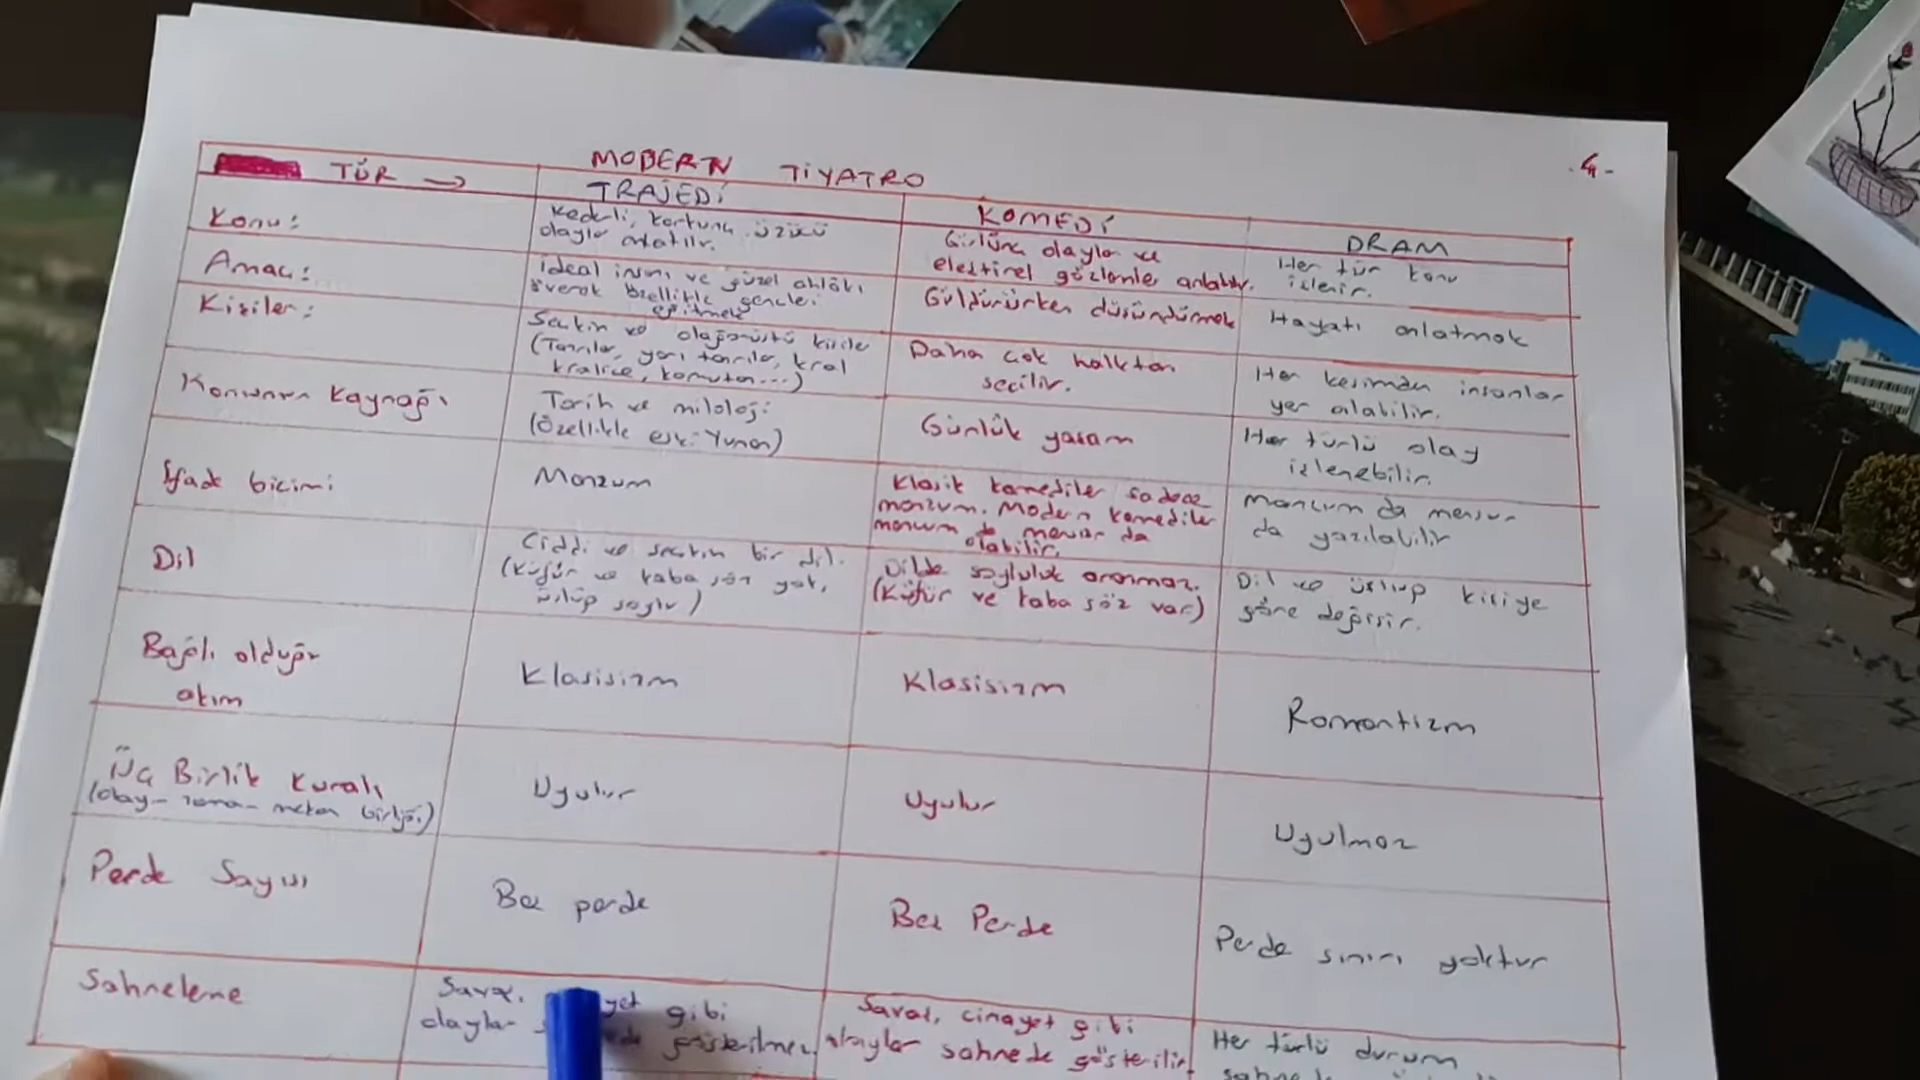 MODERN TİYATRO
4-
TÜR →
TRAJEDİ
KOMEDİ
DRAM
Konu:
Kederli, korkunç, üzücü
olaylar anlatılır.
Gülünç olaylar ve
eleştirel gözlemler anlatılır.
Her tür konu
işlenir.
Amacı:
ideal insanı ve güzel ahlâkı
överek özellikle gençleri
eğitmek
Güldürürken düşündürmek
Hayatı anlatmak
Kişiler:
Seçkin ve olağanüstü kişiler
(Tanrılar, yarı tanrılar, kral
kraliçe, komutan...)
Daha çok halktan
seçilir.
Her kesimden insanlar
yer alabilir.
Konunun Kaynağı
Tarih ve mitoloji
(Özellikle eski Yunan)
Günlük yaşam
Her türlü olay
işlenebilir.
İfade biçimi
Manzum
Klasik komediler sadece
manzum. Modern komediler
manzum da mensur da
olabilir.
Manzum da mensur
da yazılabilir
Dil
Ciddi ve seçkin bir dil.
(Küfür ve kaba söz yok,
üslûp soylu)
Dilde soyluluk aranmaz.
(Küfür ve kaba söz var)
Dil ve üslup kişiye
göre değişir.
Bağlı olduğu
akım
Klasisizm
Klasisizm
Romantizm
Üç Birlik Kuralı
(olay- zaman- mekan birliği)
Uyulur
Uyulur
Uyulmaz
Perde Sayısı
Beş perde
Beş Perde
Perde sınırı yoktur
Sahneleme
Savaş, gibi
olaylar gösterilmez.
Savaş, cinayet gibi
olaylar sahnede gösterilir
Her türlü durum